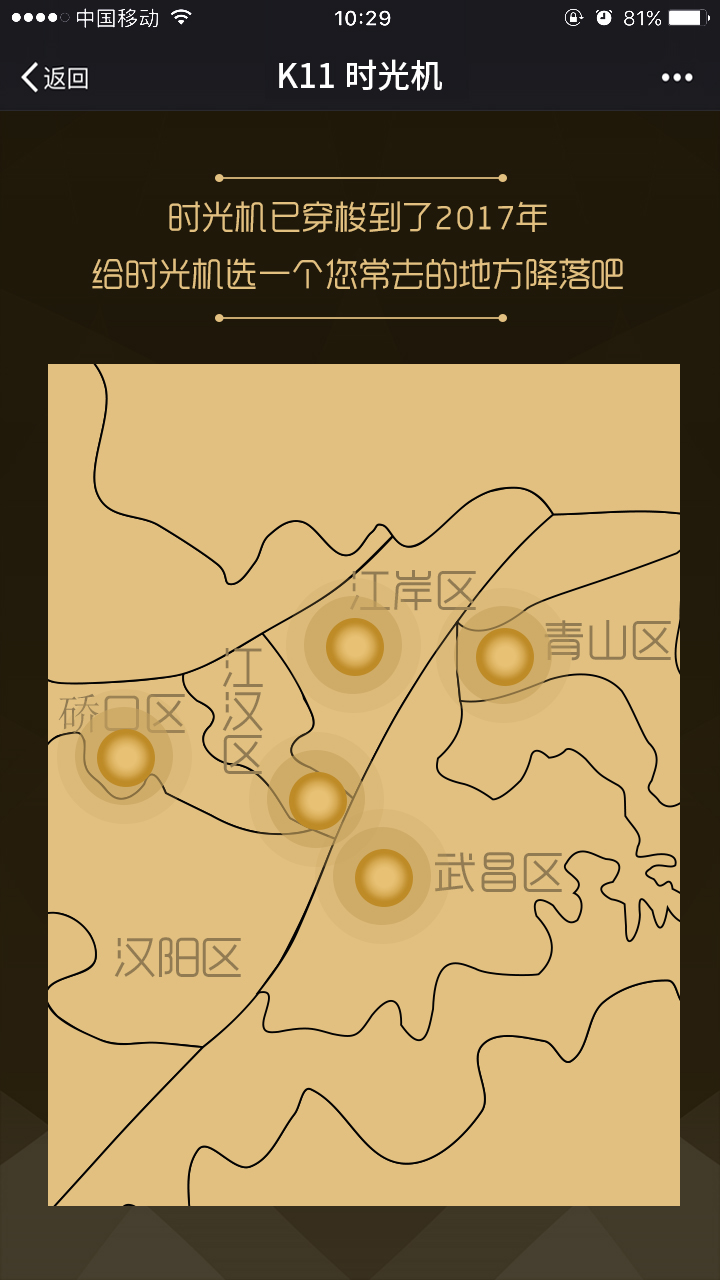 中国移动 10:29 81%
返回 K11 时光机
时光机已穿梭到了2017年
给时光机选一个您常去的地方降落吧
江岸区
青山区
江汉区
硚口区
武昌区
汉阳区